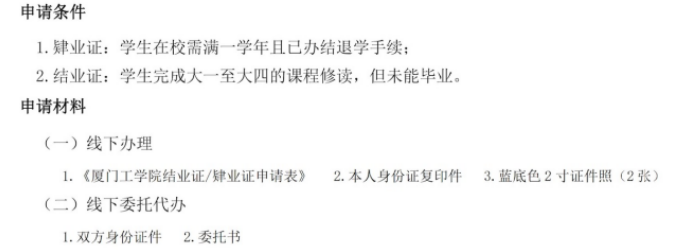 申请条件
1.肄业证：学生在校需满一学年且已办结退学手续；
2.结业证：学生完成大一至大四的课程修读，但未能毕业。
申请材料
（一）线下办理
1.《厦门工学院结业证/肄业证申请表》 2.本人身份证复印件 3.蓝底色2寸证件照（2张）
（二）线下委托代办
1.双方身份证件 2.委托书